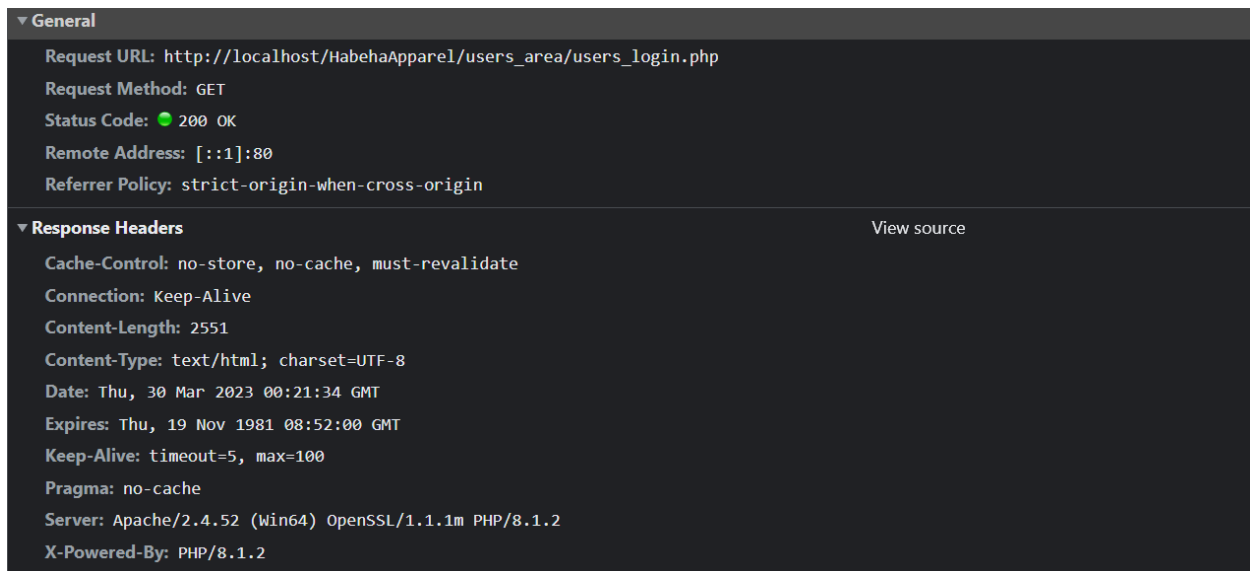 General
Request URL: http://localhost/HabehaApparel/users_area/users_login.php
Request Method: GET
Status Code: 200 OK
Remote Address: [::1]:80
Referrer Policy: strict-origin-when-cross-origin
Response Headers View source
Cache-Control: no-store, no-cache, must-revalidate
Connection: Keep-Alive
Content-Length: 2551
Content-Type: text/html; charset=UTF-8
Date: Thu, 30 Mar 2023 00:21:34 GMT
Expires: Thu, 19 Nov 1981 08:52:00 GMT
Keep-Alive: timeout=5, max=100
Pragma: no-cache
Server: Apache/2.4.52 (Win64) OpenSSL/1.1.1m PHP/8.1.2
X-Powered-By: PHP/8.1.2